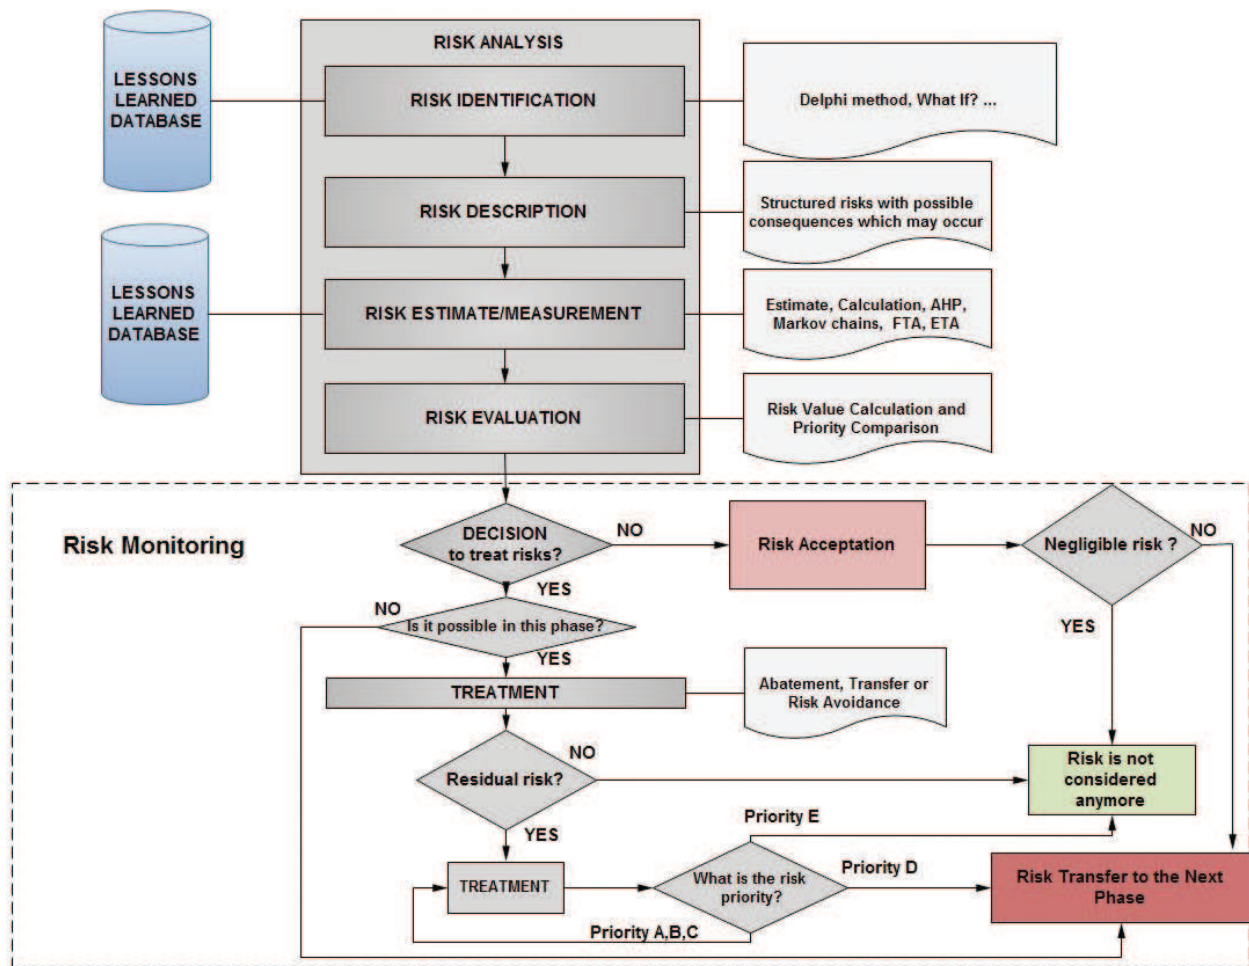 LESSONS
LEARNED
DATABASE
RISK ANALYSIS
RISK IDENTIFICATION
Delphi method, What If? ...
RISK DESCRIPTION
Structured risks with possible
consequences which may occur
LESSONS
LEARNED
DATABASE
RISK ESTIMATE/MEASUREMENT
Estimate, Calculation, AHP,
Markov chains,  FTA, ETA
RISK EVALUATION
Risk Value Calculation and
Priority Comparison
Risk Monitoring
DECISION
to treat risks?
NO
Risk Acceptation
Negligible risk ?
NO
YES
YES
NO
Is it possible in this phase?
YES
TREATMENT
Abatement, Transfer or
Risk Avoidance
Residual risk?
NO
Risk is not
considered
anymore
YES
Priority E
TREATMENT
What is the risk
priority?
Priority D
Risk Transfer to the Next
Phase
Priority A,B,C